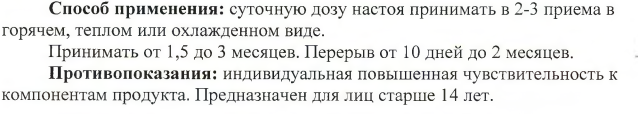 Способ применения: суточную дозу настоя принимать в 2-3 приема в
горячем, теплом или охлажденном виде.
Принимать от 1,5 до 3 месяцев. Перерыв от 10 дней до 2 месяцев.
Противопоказания: индивидуальная повышенная чувствительность к
компонентам продукта. Предназначен для лиц старше 14 лет.